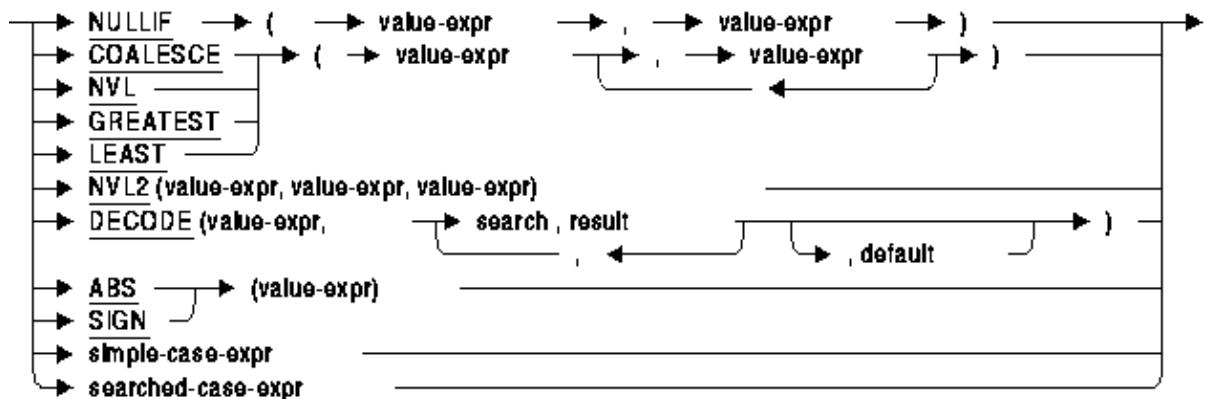 NULLIF ( value-expr , value-expr )
COALESCE ( value-expr , value-expr )
NVL
GREATEST
LEAST
NVL2 (value-expr, value-expr, value-expr)
DECODE (value-expr, search , result )
, , default
ABS (value-expr)
SIGN
simple-case-expr
searched-case-expr